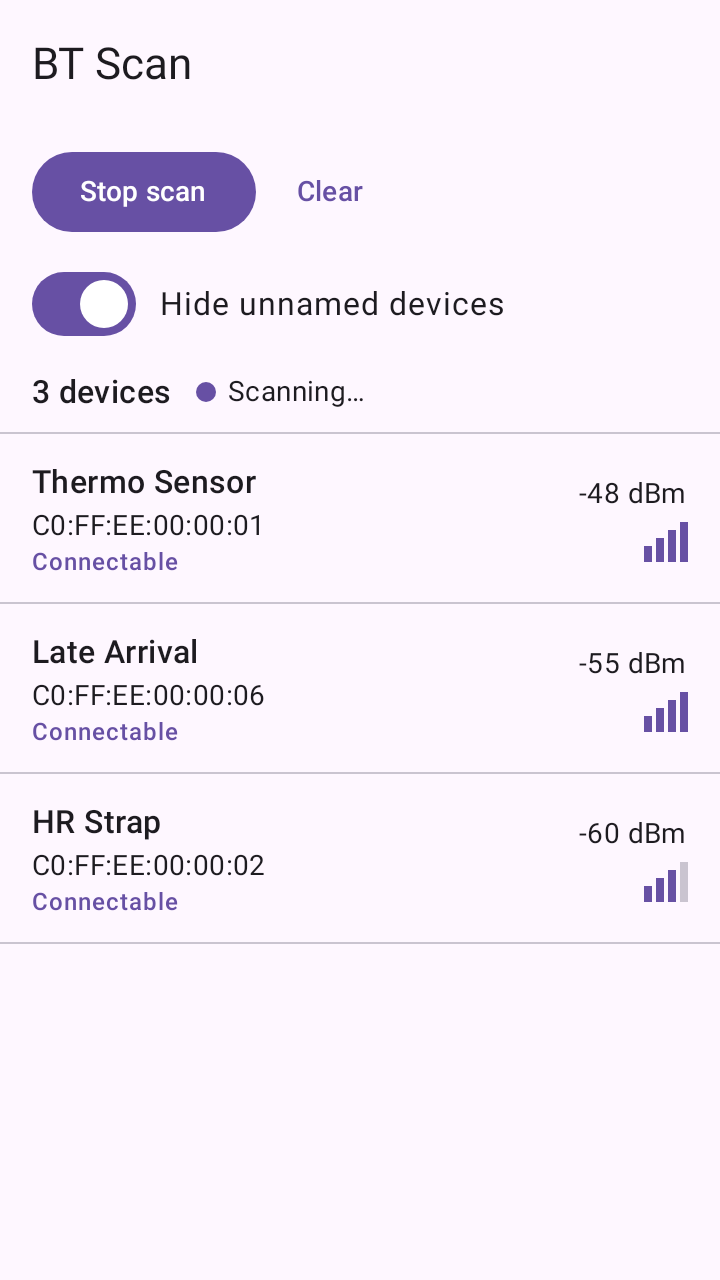 BT Scan
Stop scan
Clear
Hide unnamed devices
3 devices
Scanning…
Thermo Sensor
C0:FF:EE:00:00:01
Connectable
-48 dBm
Late Arrival
C0:FF:EE:00:00:06
Connectable
-55 dBm
HR Strap
C0:FF:EE:00:00:02
Connectable
-60 dBm